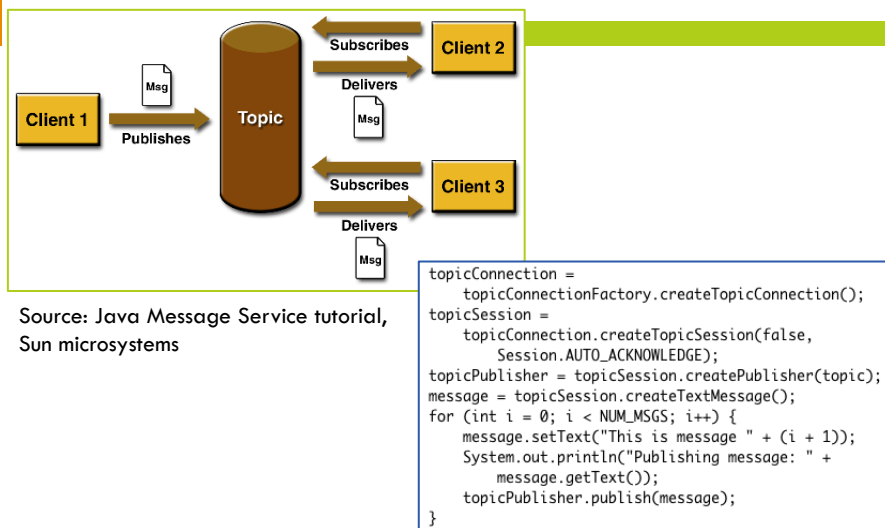 Client 1
Msg
Publishes
Topic
Subscribes
Client 2
Delivers
Msg
Subscribes
Client 3
Delivers
Msg
Source: Java Message Service tutorial,
Sun microsystems
topicConnection =
    topicConnectionFactory.createTopicConnection();
topicSession =
    topicConnection.createTopicSession(false,
        Session.AUTO_ACKNOWLEDGE);
topicPublisher = topicSession.createPublisher(topic);
message = topicSession.createTextMessage();
for (int i = 0; i < NUM_MSGS; i++) {
    message.setText("This is message " + (i + 1));
    System.out.println("Publishing message: " +
        message.getText());
    topicPublisher.publish(message);
}